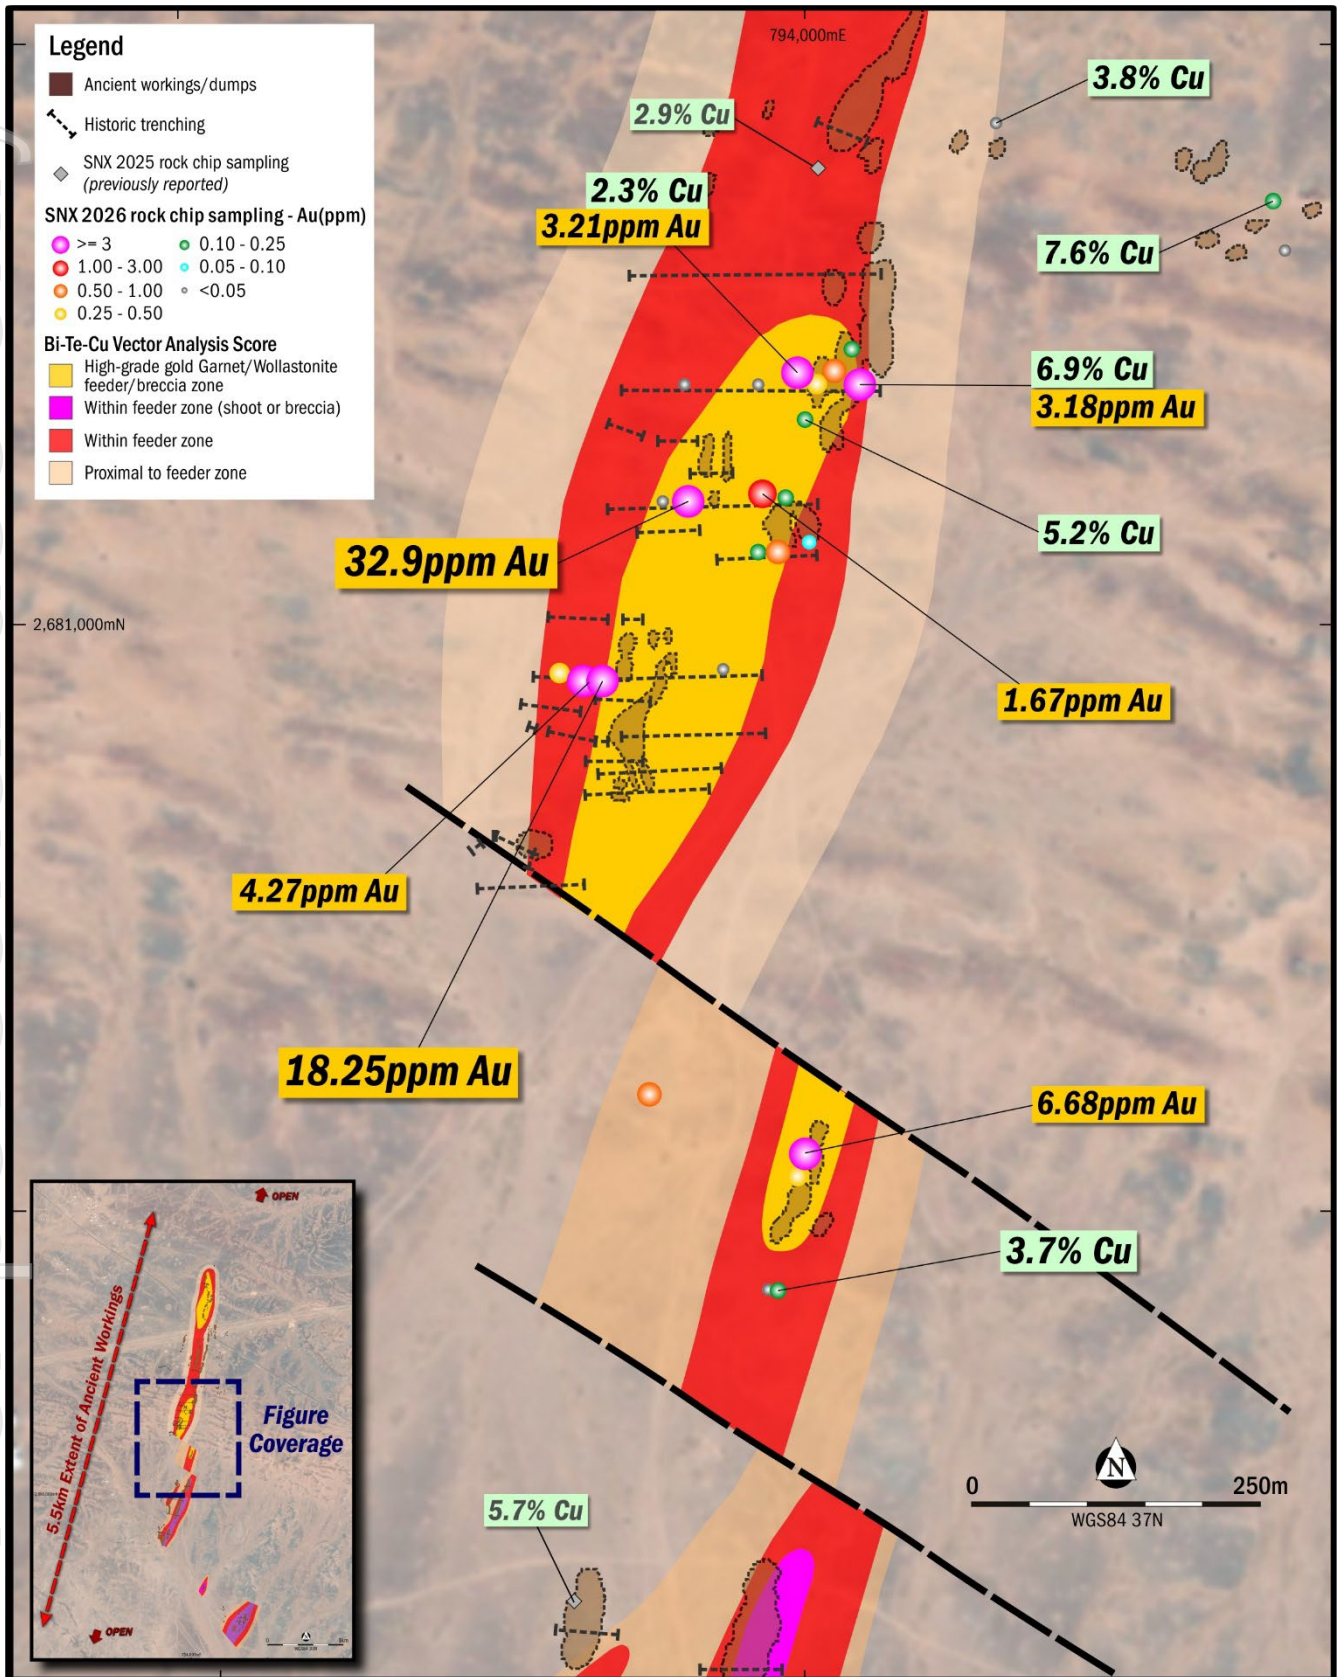 Legend
Ancient workings/dumps
Historic trenching
SNX 2025 rock chip sampling
(previously reported)
SNX 2026 rock chip sampling - Au(ppm)
>= 3
1.00 - 3.00
0.50 - 1.00
0.25 - 0.50
0.10 - 0.25
0.05 - 0.10
<0.05
Bi-Te-Cu Vector Analysis Score
High-grade gold Garnet/Wollastonite
feeder/breccia zone
Within feeder zone (shoot or breccia)
Within feeder zone
Proximal to feeder zone
794,000mE
3.8% Cu
2.9% Cu
2.3% Cu
3.21ppm Au
7.6% Cu
6.9% Cu
3.18ppm Au
5.2% Cu
32.9ppm Au
2,681,000mN
1.67ppm Au
4.27ppm Au
18.25ppm Au
6.68ppm Au
3.7% Cu
5.7% Cu
OPEN
5.5km Extent of Ancient Workings
Figure
Coverage
OPEN
N
0 250m
WGS84 37N